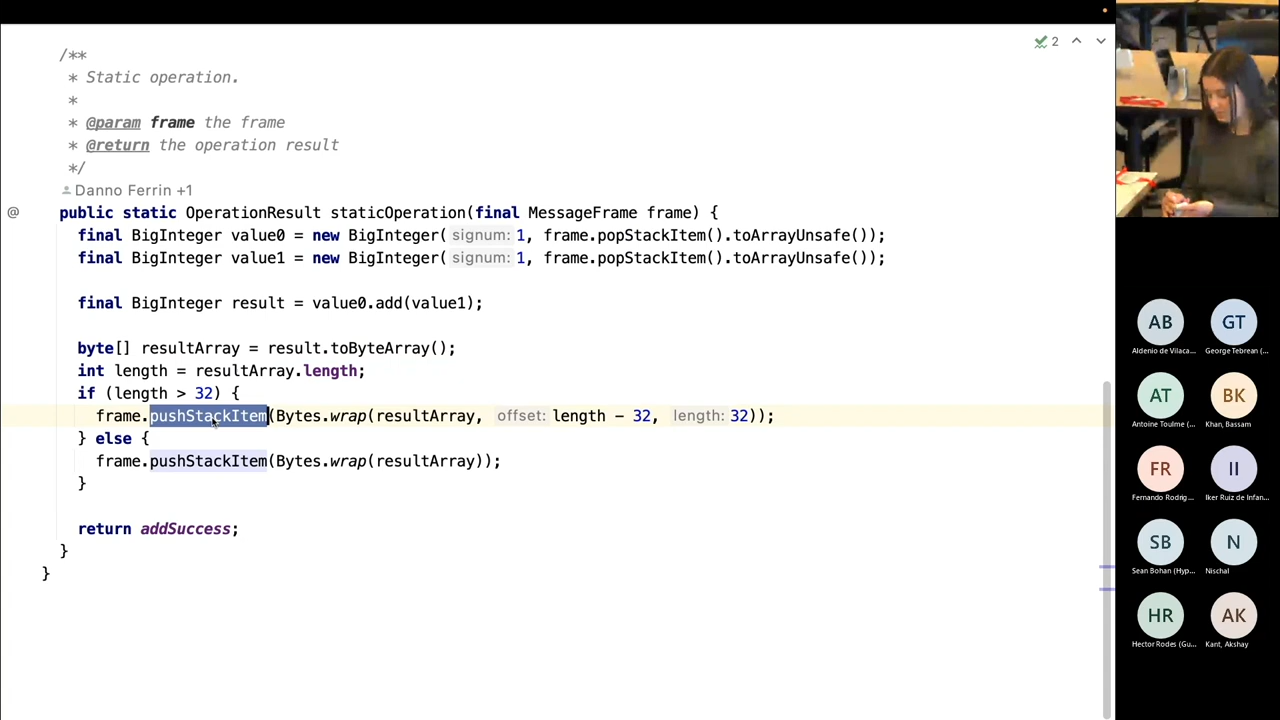 /**
2
* Static operation.
*
* @param frame the frame
* @return the operation result
*/
Danno Ferrin +1
@
public static OperationResult staticOperation(final MessageFrame frame) {
final BigInteger value0 = new BigInteger( signum: 1, frame.popStackItem().toArrayUnsafe());
final BigInteger value1 = new BigInteger( signum: 1, frame.popStackItem().toArrayUnsafe());
final BigInteger result = value0.add(value1);
byte[] resultArray = result.toByteArray();
int length = resultArray.length;
if (length > 32) {
frame.pushStackItem(Bytes.wrap(resultArray, offset: length – 32, length: 32));
} else {
frame.pushStackItem(Bytes.wrap(resultArray));
}
return addSuccess;
}
}
AB
Aldenio de Vilaca...
GT
George Tebrean (...
AT
Antoine Toulme (...
BK
Khan, Bassam
FR
Fernando Rodrig...
II
Iker Ruiz de Infan...
SB
Sean Bohan (Hyp...
N
Nischal
HR
Hector Rodes (Gu...
AK
Kant, Akshay